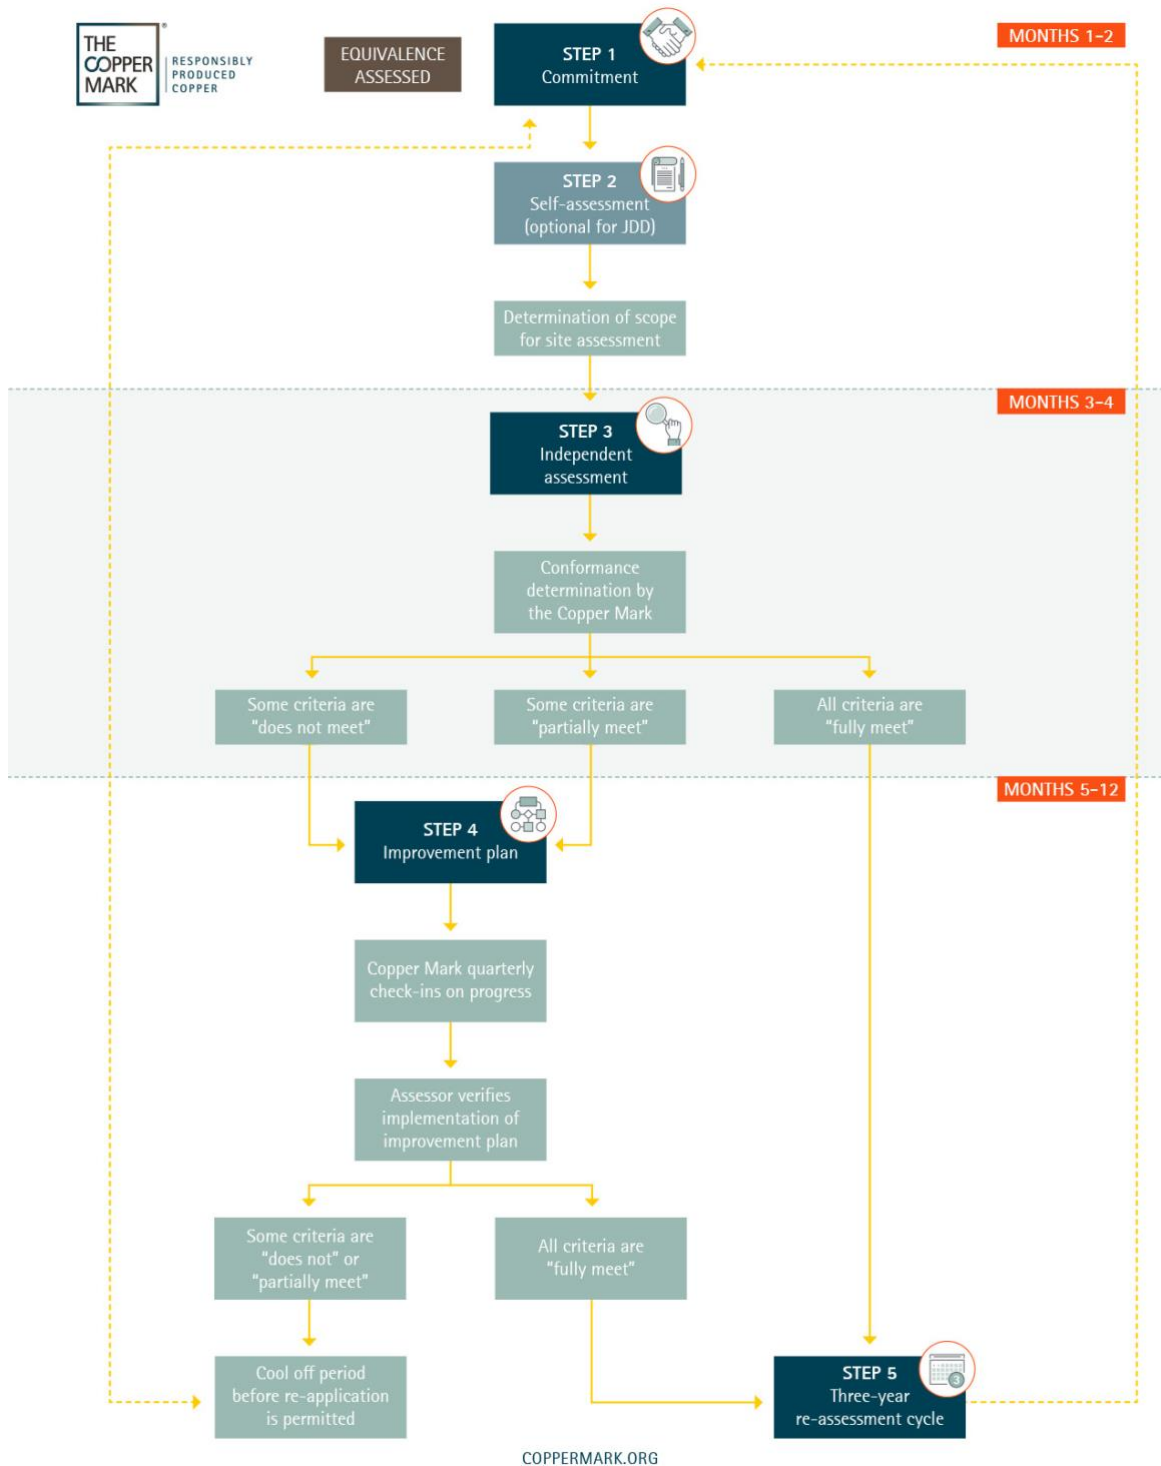 THE
COPPER
MARK
®
RESPONSIBLY
PRODUCED
COPPER
EQUIVALENCE
ASSESSED
STEP 1
Commitment
MONTHS 1-2
STEP 2
Self-assessment
(optional for JDD)
Determination of scope
for site assessment
MONTHS 3-4
STEP 3
Independent
assessment
Conformance
determination by
the Copper Mark
Some criteria are
"does not meet"
Some criteria are
"partially meet"
All criteria are
"fully meet"
MONTHS 5-12
STEP 4
Improvement plan
Copper Mark quarterly
check-ins on progress
Assessor verifies
implementation of
improvement plan
Some criteria are
"does not" or
"partially meet"
All criteria are
"fully meet"
Cool off period
before re-application
is permitted
STEP 5
Three-year
re-assessment cycle
3
COPPERMARK.ORG